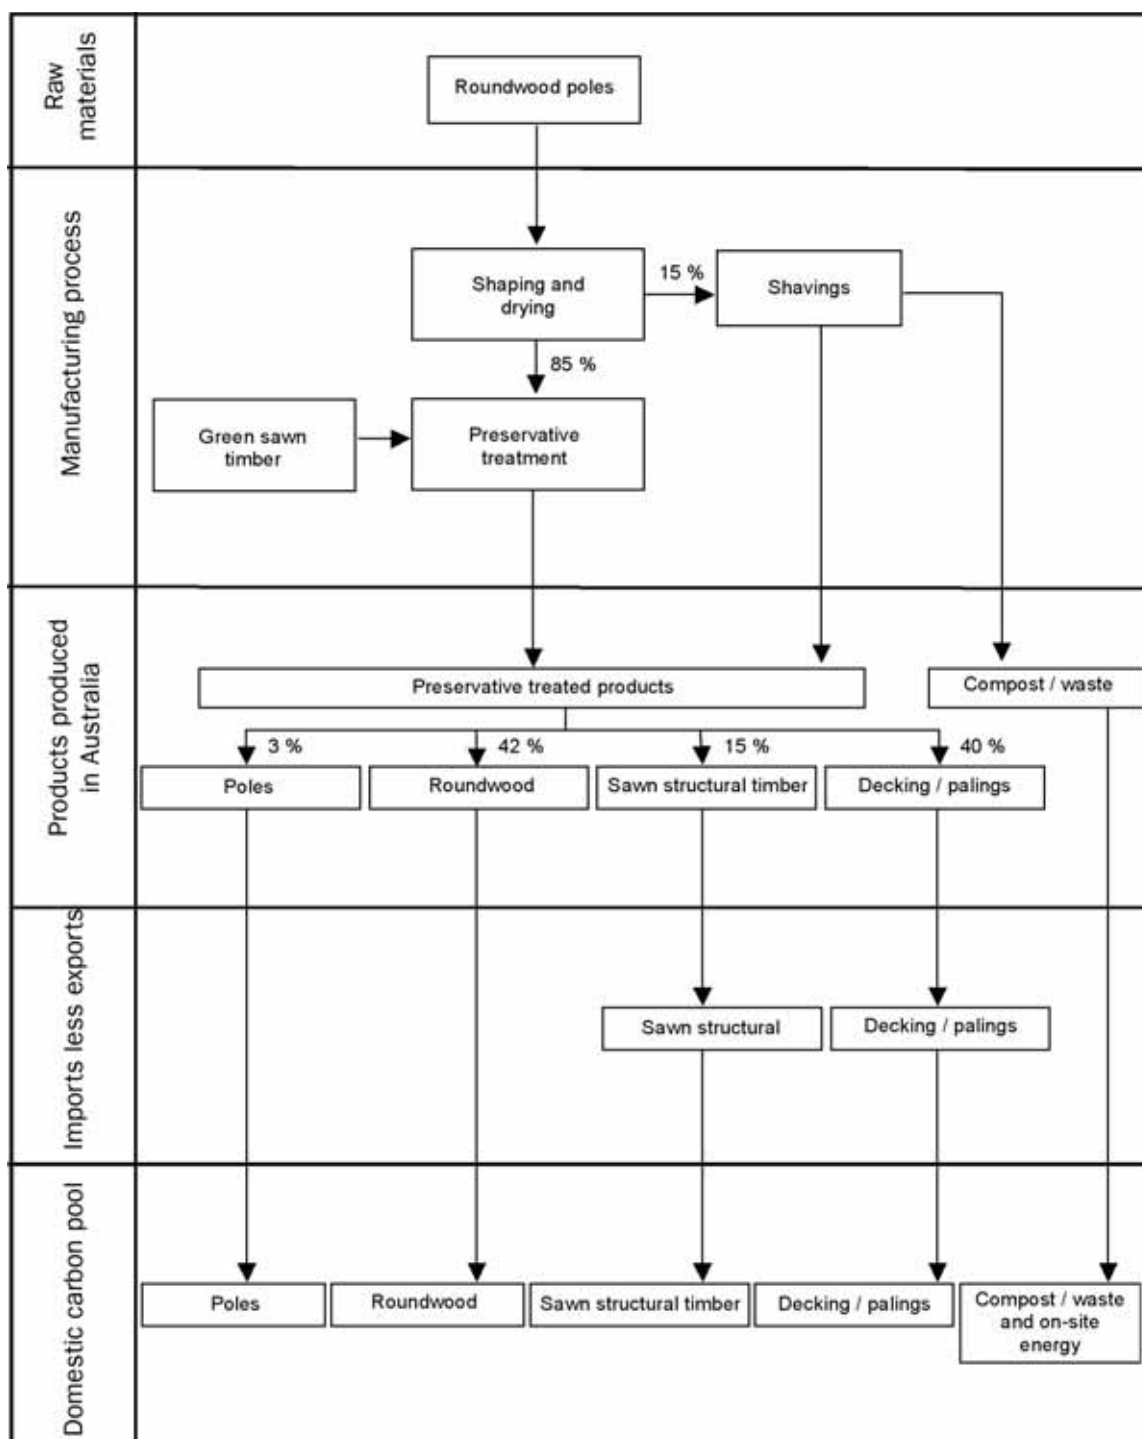 Raw
materials
Roundwood poles
Manufacturing process
Shaping and
drying
15 %
Shavings
85 %
Green sawn
timber
Preservative
treatment
Products produced
in Australia
Preservative treated products
Compost / waste
3 %
42 %
15 %
40 %
Poles
Roundwood
Sawn structural timber
Decking / palings
Imports less exports
Sawn structural
Decking / palings
Domestic carbon pool
Poles
Roundwood
Sawn structural timber
Decking / palings
Compost / waste
and on-site
energy